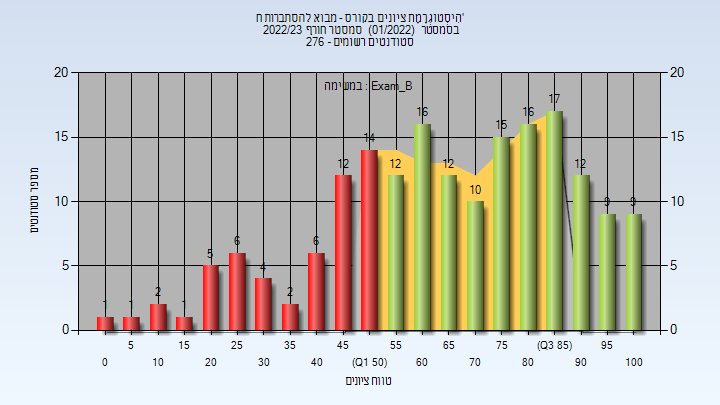 הִיסְטוֹגְרָמַת ציונים בקורס - מבוא להסתברות ח'
בסמסטר (01/2022) סמסטר חורף 2022/23
סטודנטים רשומים - 276
במשימה : Exam_B
מספר סטודנטים
20 20
15 15
10 10
5 5
0 0
1 1 2 1 5 6 4 2 6 12 14 12 16 12 10 15 16 17 12 9 9
5 15 25 35 45 55 65 75 (Q3 85) 95
0 10 20 30 40 (Q1 50) 60 70 80 90 100
טווח ציונים